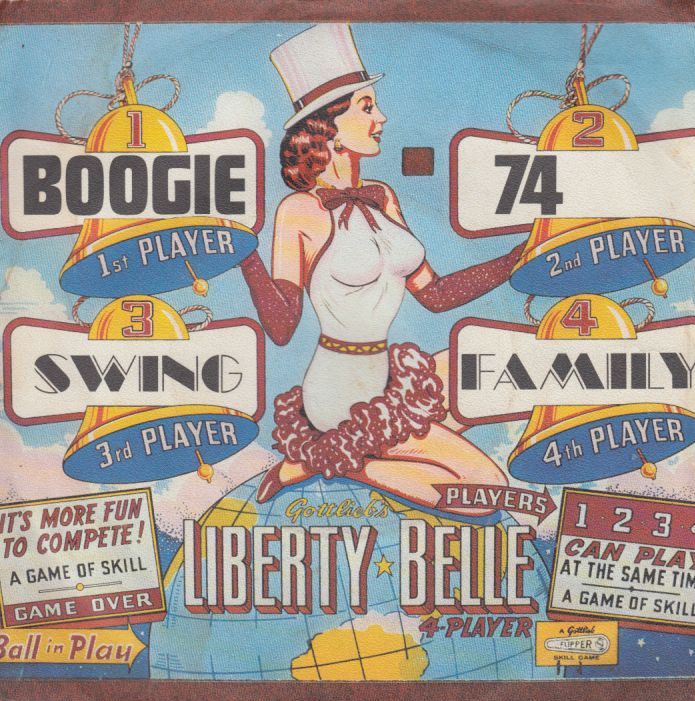 1
BOOGIE
1st PLAYER
2
74
2nd PLAYER
3
SWING
3rd PLAYER
4
FAMILY
4th PLAYER
IT'S MORE FUN
TO COMPETE!
A GAME OF SKILL
GAME OVER
Ball in Play
Gottlieb's
LIBERTY BELLE
4-PLAYER
PLAYERS
1 2 3
CAN PLAY
AT THE SAME TIM
A GAME OF SKILL
A Gottlieb
FLIPPER
SKILL GAME